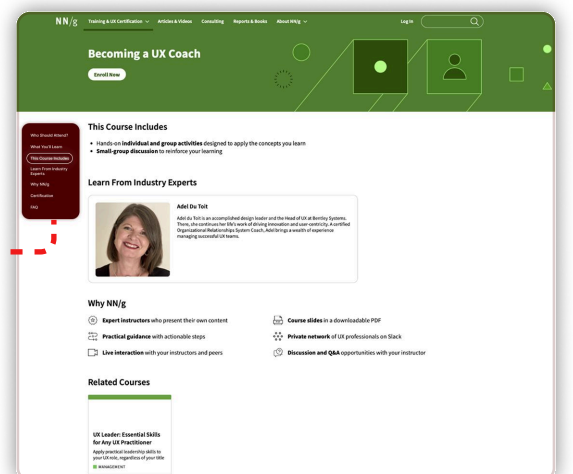 NN/g Training & UX Certification Articles & Videos Consulting Reports & Books About NN/g Log In
Becoming a UX Coach
Enroll Now
Who Should Attend?
What You'll Learn
This Course Includes
Learn From Industry
Experts
Why NN/g
Certification
FAQ
This Course Includes
• Hands-on individual and group activities designed to apply the concepts you learn
• Small-group discussion to reinforce your learning
Learn From Industry Experts
Adel Du Toit
Adel du Toit is an accomplished design leader and the Head of UX at Bentley Systems.
There, she continues her life's work of driving innovation and user-centricity. A certified
Organizational Relationships System Coach, Adel brings a wealth of experience
managing successful UX teams.
Why NN/g
Expert instructors who present their own content
Course slides in a downloadable PDF
Practical guidance with actionable steps
Private network of UX professionals on Slack
Live interaction with your instructors and peers
Discussion and Q&A opportunities with your instructor
Related Courses
UX Leader: Essential Skills
for Any UX Practitioner
Apply practical leadership skills to
your UX role, regardless of your title
MANAGEMENT